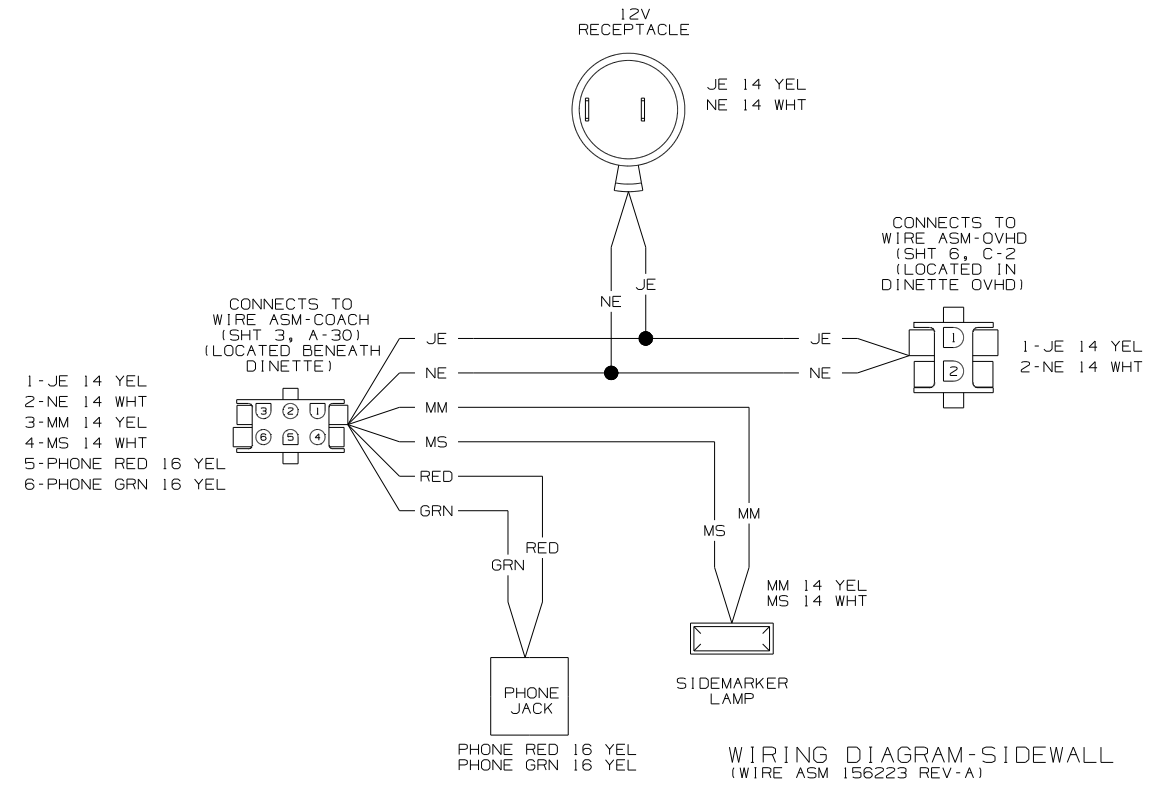 12V
RECEPTACLE
JE 14 YEL
NE 14 WHT
CONNECTS TO
WIRE ASM-OVHD
(SHT 6, C-2
(LOCATED IN
DINETTE OVHD)
JE
NE
CONNECTS TO
WIRE ASM-COACH
(SHT 3, A-30)
(LOCATED BENEATH
DINETTE)
JE
JE
1
1-JE 14 YEL
2-NE 14 WHT
NE
NE
2
1-JE 14 YEL
2-NE 14 WHT
3-MM 14 YEL
4-MS 14 WHT
5-PHONE RED 16 YEL
6-PHONE GRN 16 YEL
3 2 1
6 5 4
MM
MS
RED
GRN
MM
MS
RED
GRN
MM 14 YEL
MS 14 WHT
SIDEMARKER
LAMP
PHONE
JACK
PHONE RED 16 YEL
PHONE GRN 16 YEL
WIRING DIAGRAM-SIDEWALL
(WIRE ASM 156223 REV-A)